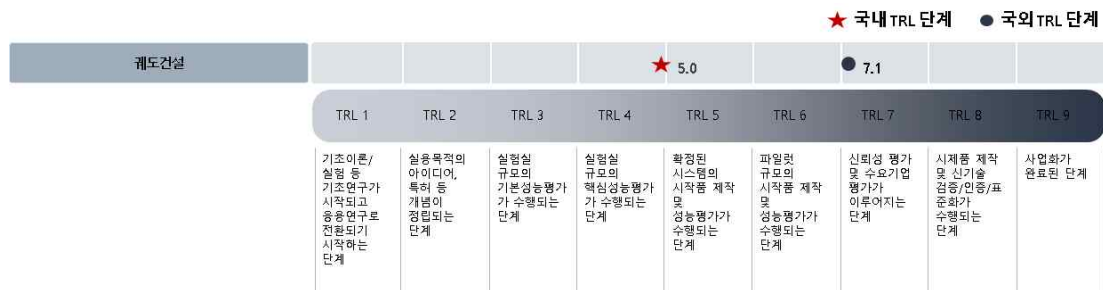 ★ 국내 TRL 단계 ● 국외 TRL 단계
궤도건설
5.0
7.1
TRL 1
TRL 2
TRL 3
TRL 4
TRL 5
TRL 6
TRL 7
TRL 8
TRL 9
기초이론/
실험 등
기초연구가
시작되고
응용연구로
전환되기
시작하는
단계
실용목적의
아이디어,
특허 등
개념이
정립되는
단계
실험실
규모의
기본성능평가
가 수행되는
단계
실험실
규모의
핵심성능평가
가 수행되는
단계
확정된
시스템의
시작품 제작
및
성능평가가
수행되는
단계
파일럿
규모의
시작품 제작
및
성능평가가
수행되는
단계
신뢰성 평가
및 수요기업
평가가
이루어지는
단계
시제품 제작
및 신기술
검증/인증/표
준화가
수행되는
단계
사업화가
완료된 단계